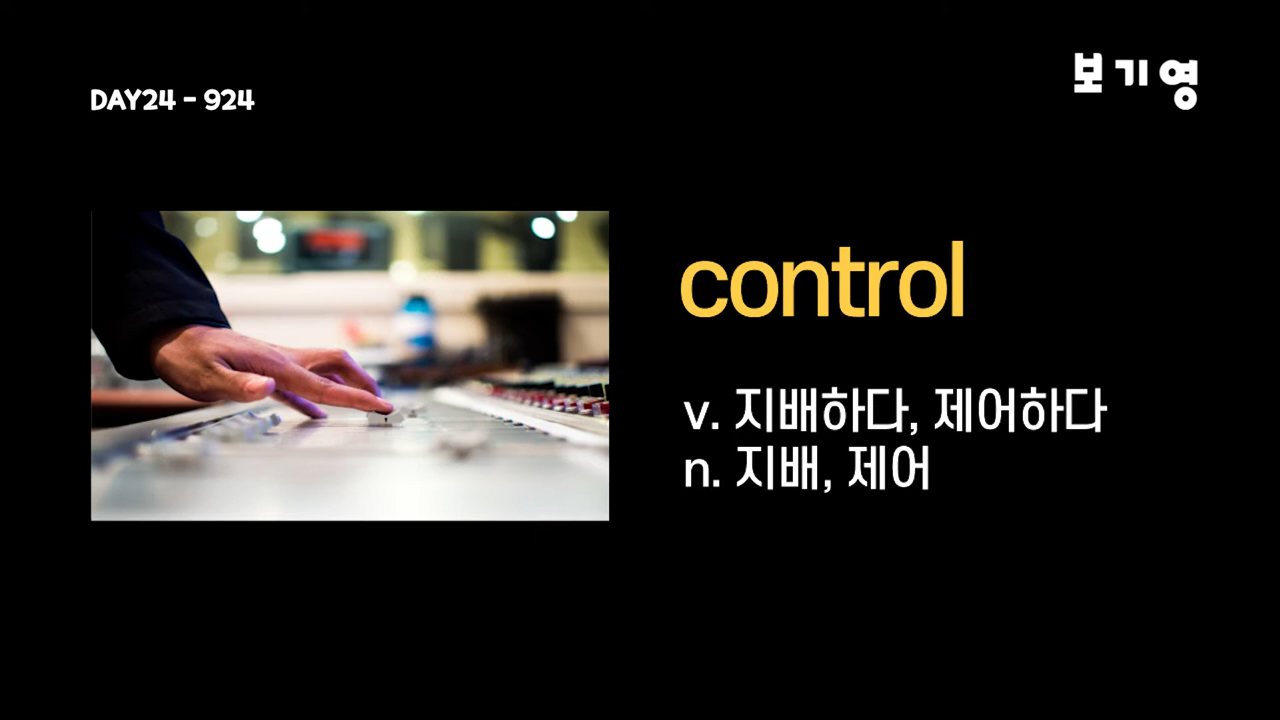 보기영
DAY24 - 924
control
v. 지배하다, 제어하다
n. 지배, 제어